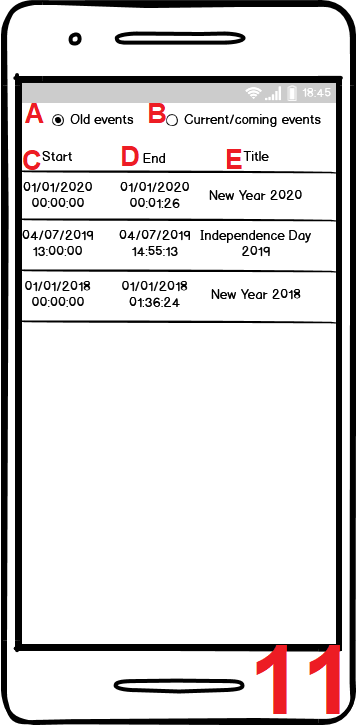 18:45
A Old events B Current/coming events
C Start D End E Title
01/01/2020 01/01/2020 New Year 2020
00:00:00 00:01:26
04/07/2019 04/07/2019 Independence Day
13:00:00 14:55:13 2019
01/01/2018 01/01/2018 New Year 2018
00:00:00 01:36:24
11